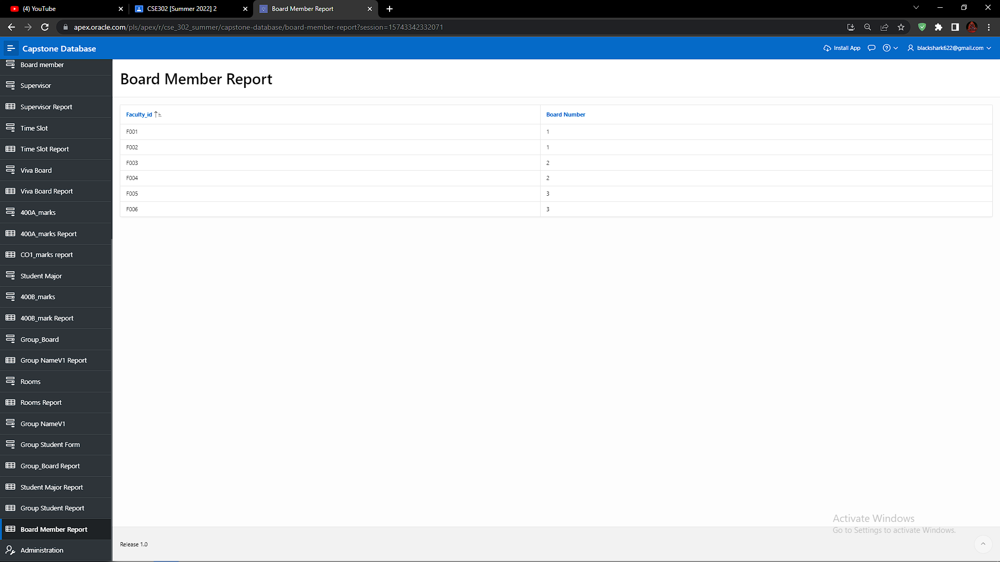 (4) YouTube
CSE302 [Summer 2022] 2
Board Member Report
apex.oracle.com/pls/apex/r/cse_302_summer/capstone-database/board-member-report?session=15743342332071
Capstone Database
Install App
blackshark622@gmail.com
Board member
Supervisor
Supervisor Report
Time Slot
Time Slot Report
Viva Board
Viva Board Report
400A_marks
400A_marks Report
CO1_marks report
Student Major
400B_marks
400B_mark Report
Group_Board
Group NameV1 Report
Rooms
Rooms Report
Group NameV1
Group Student Form
Group_Board Report
Student Major Report
Group Student Report
Board Member Report
Administration
Board Member Report
Faculty_id Board Number
F001 1
F002 1
F003 2
F004 2
F005 3
F006 3
Activate Windows
Go to Settings to activate Windows.
Release 1.0